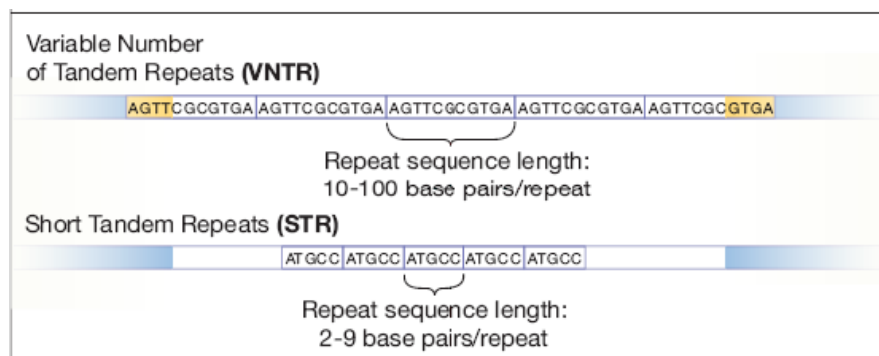 Variable Number
of Tandem Repeats (VNTR)
AGTTCGCGTGA AGTTCGCGTGA AGTTCGCGTGA AGTTCGCGTGA AGTTCGCGTGA
Repeat sequence length:
10-100 base pairs/repeat
Short Tandem Repeats (STR)
ATGCC ATGCC ATGCC ATGCC ATGCC
Repeat sequence length:
2-9 base pairs/repeat